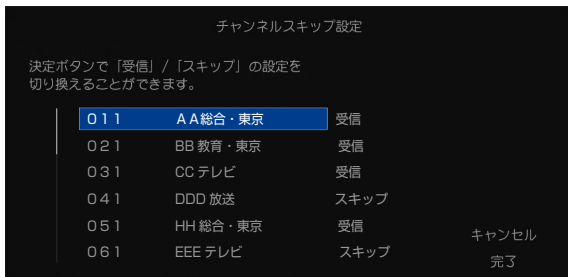 チャンネルスキップ設定
決定ボタンで「受信」/「スキップ」の設定を
切り換えることができます。
011 AA総合・東京 受信
021 BB教育・東京 受信
031 CCテレビ 受信
041 DDD放送 スキップ
051 HH総合・東京 受信
061 EEEテレビ スキップ
キャンセル
完了